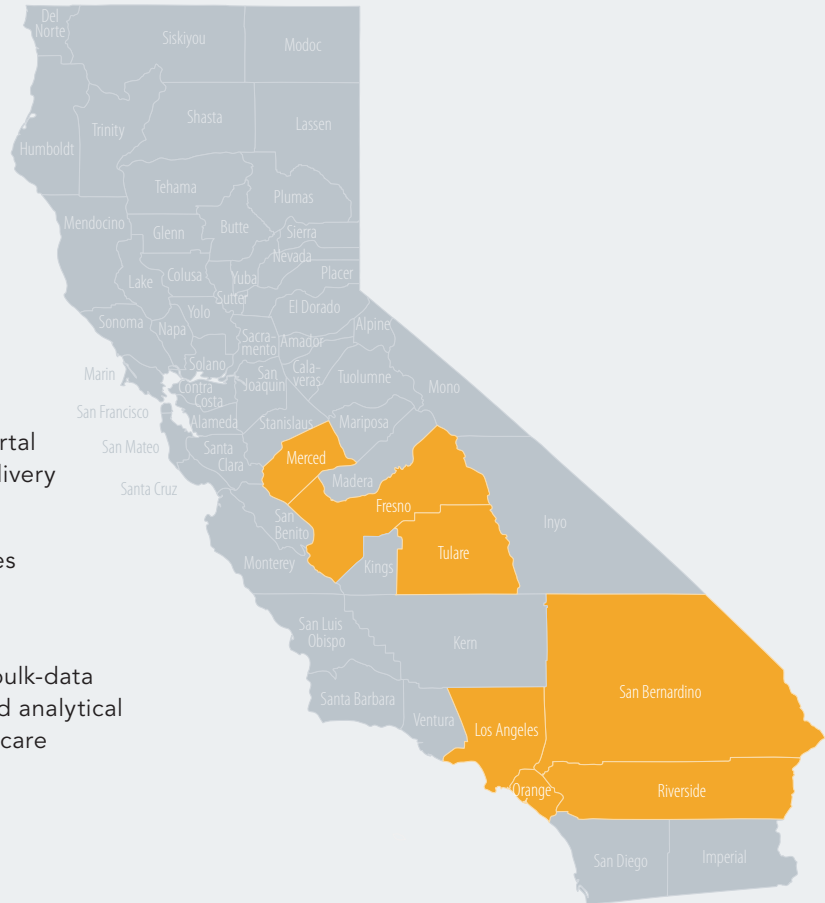 Del
Norte
Siskiyou
Modoc
Humboldt
Trinity
Shasta
Lassen
Tehama
Plumas
Mendocino
Glenn
Butte
Sierra
Nevada
Lake
Colusa
Yuba
Placer
Sutter
Sonoma
Napa
Yolo
El Dorado
Alpine
Sacra-
mento
Amador
Solano
Marin
Contra
Costa
San
Joaquin
Cala-
veras
Tuolumne
Mono
San Francisco
Alameda
Stanislaus
Mariposa
San Mateo
Santa
Clara
Merced
Madera
Santa Cruz
Fresno
San
Benito
Inyo
Monterey
Kings
Tulare
San Luis
Obispo
Kern
Santa Barbara
Ventura
Los Angeles
San Bernardino
Orange
Riverside
San Diego
Imperial
rtal
livery
es
bulk-data
d analytical
care